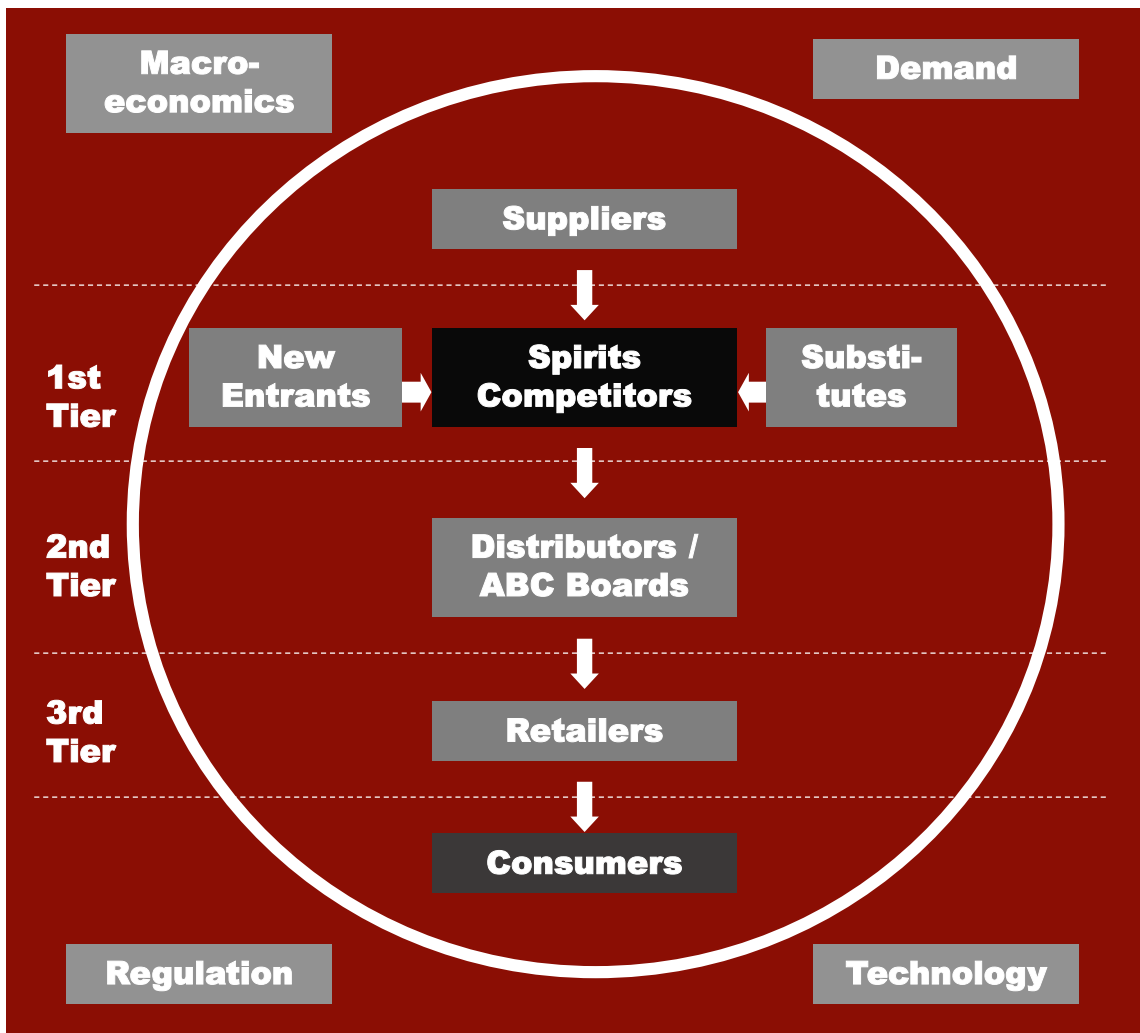 Macro-
economics
Demand
Suppliers
1st
Tier
New
Entrants
Spirits
Competitors
Substi-
tutes
2nd
Tier
Distributors /
ABC Boards
3rd
Tier
Retailers
Consumers
Regulation
Technology